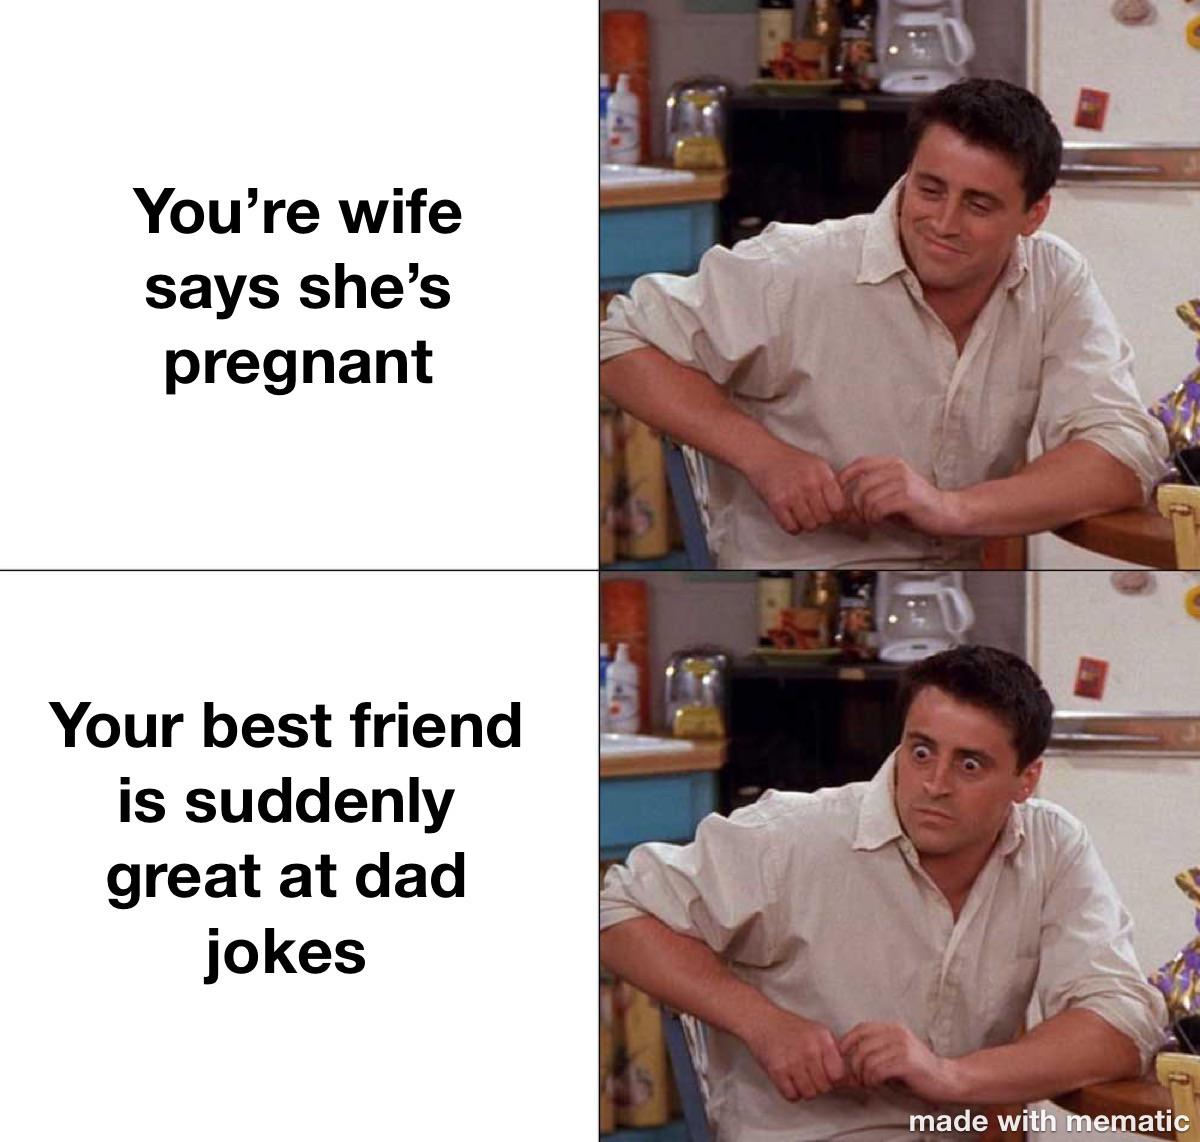 You’re wife
says she’s
pregnant
Your best friend
is suddenly
great at dad
jokes
made with mematic